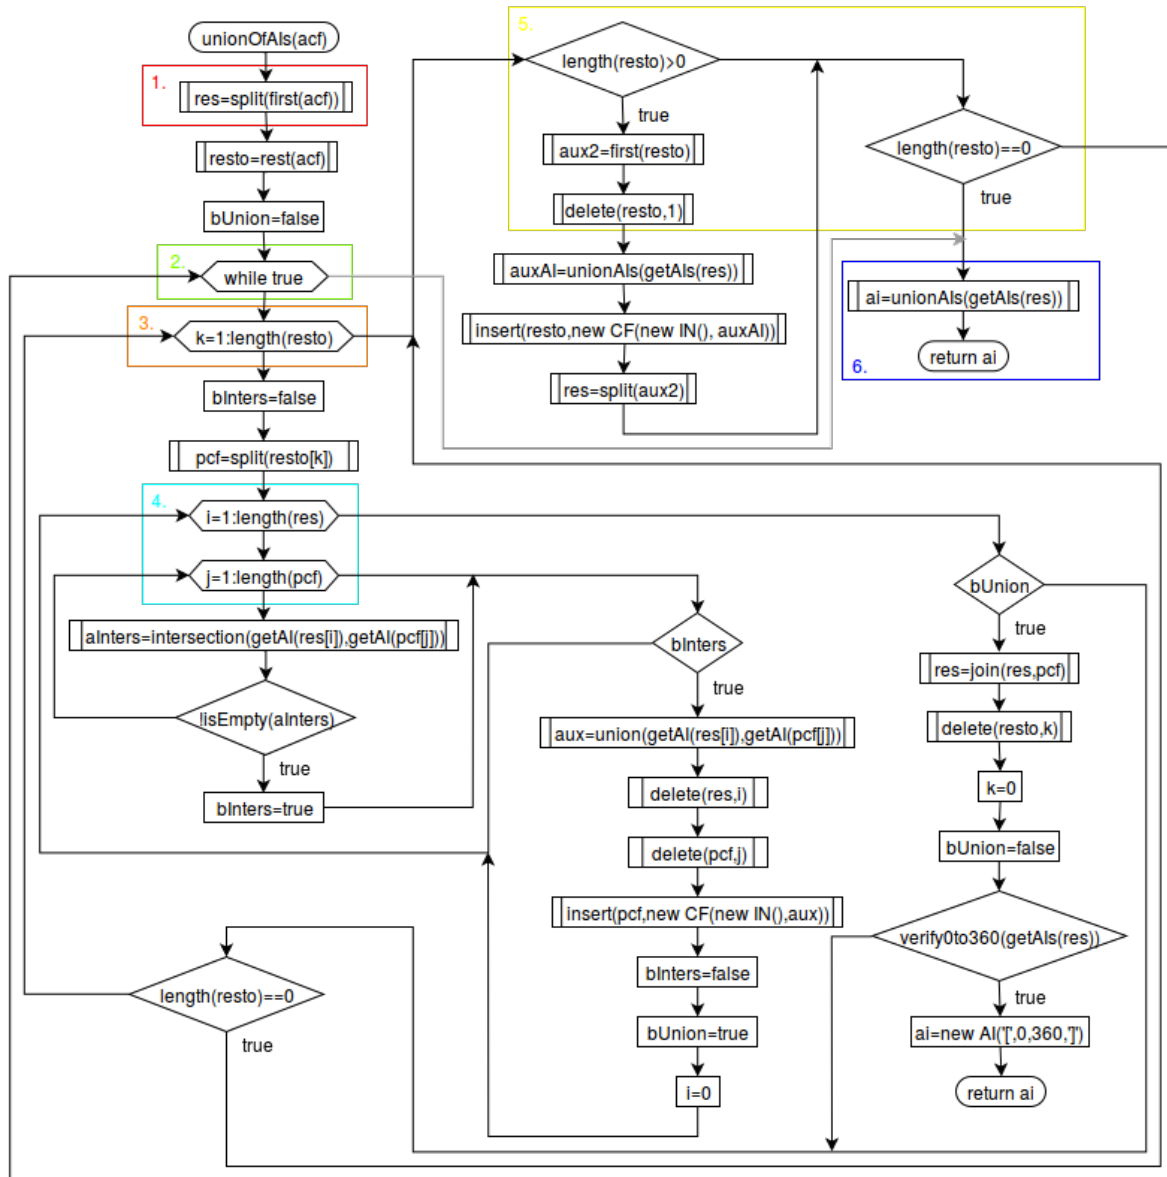 unionOfAIs(acf)
1.
res=split(first(acf))
resto=rest(acf)
bUnion=false
2.
while true
3.
k=1:length(resto)
bInters=false
pcf=split(resto[k])
4.
i=1:length(res)
j=1:length(pcf)
aInters=intersection(getAI(res[i]),getAI(pcf[j]))
!isEmpty(aInters)
true
bInters=true
length(resto)==0
true
5.
length(resto)>0
true
aux2=first(resto)
delete(resto,1)
auxAI=unionAIs(getAIs(res))
insert(resto,new CF(new IN(), auxAI))
res=split(aux2)
length(resto)==0
true
ai=unionAIs(getAIs(res))
return ai
6.
bInters
true
aux=union(getAI(res[i]),getAI(pcf[j]))
delete(res,i)
delete(pcf,j)
insert(pcf,new CF(new IN(),aux))
bInters=false
bUnion=true
i=0
bUnion
true
res=join(res,pcf)
delete(resto,k)
k=0
bUnion=false
verify0to360(getAIs(res))
true
ai=new AI('[',0,360,']')
return ai